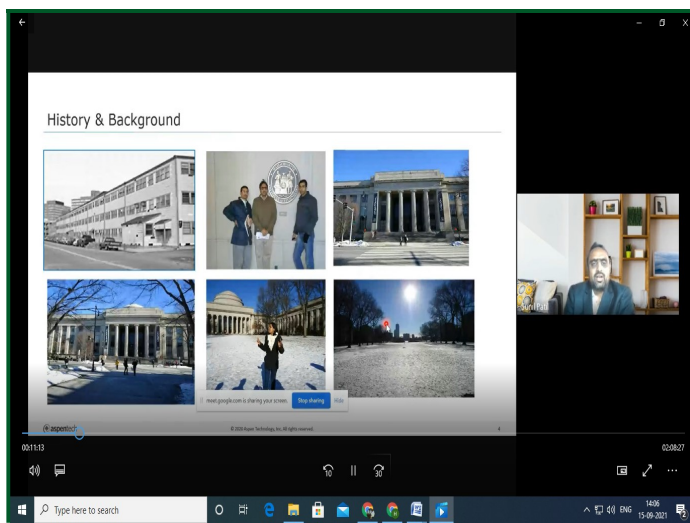 History & Background
Sunil Patil
meet.google.com is sharing your screen.
Stop sharing
Hide
aspentech
© 2020 Aspen Technology, Inc. All rights reserved.
00:11:13
02:08:27
10
30
Type here to search
ENG
14:06
15-09-2021